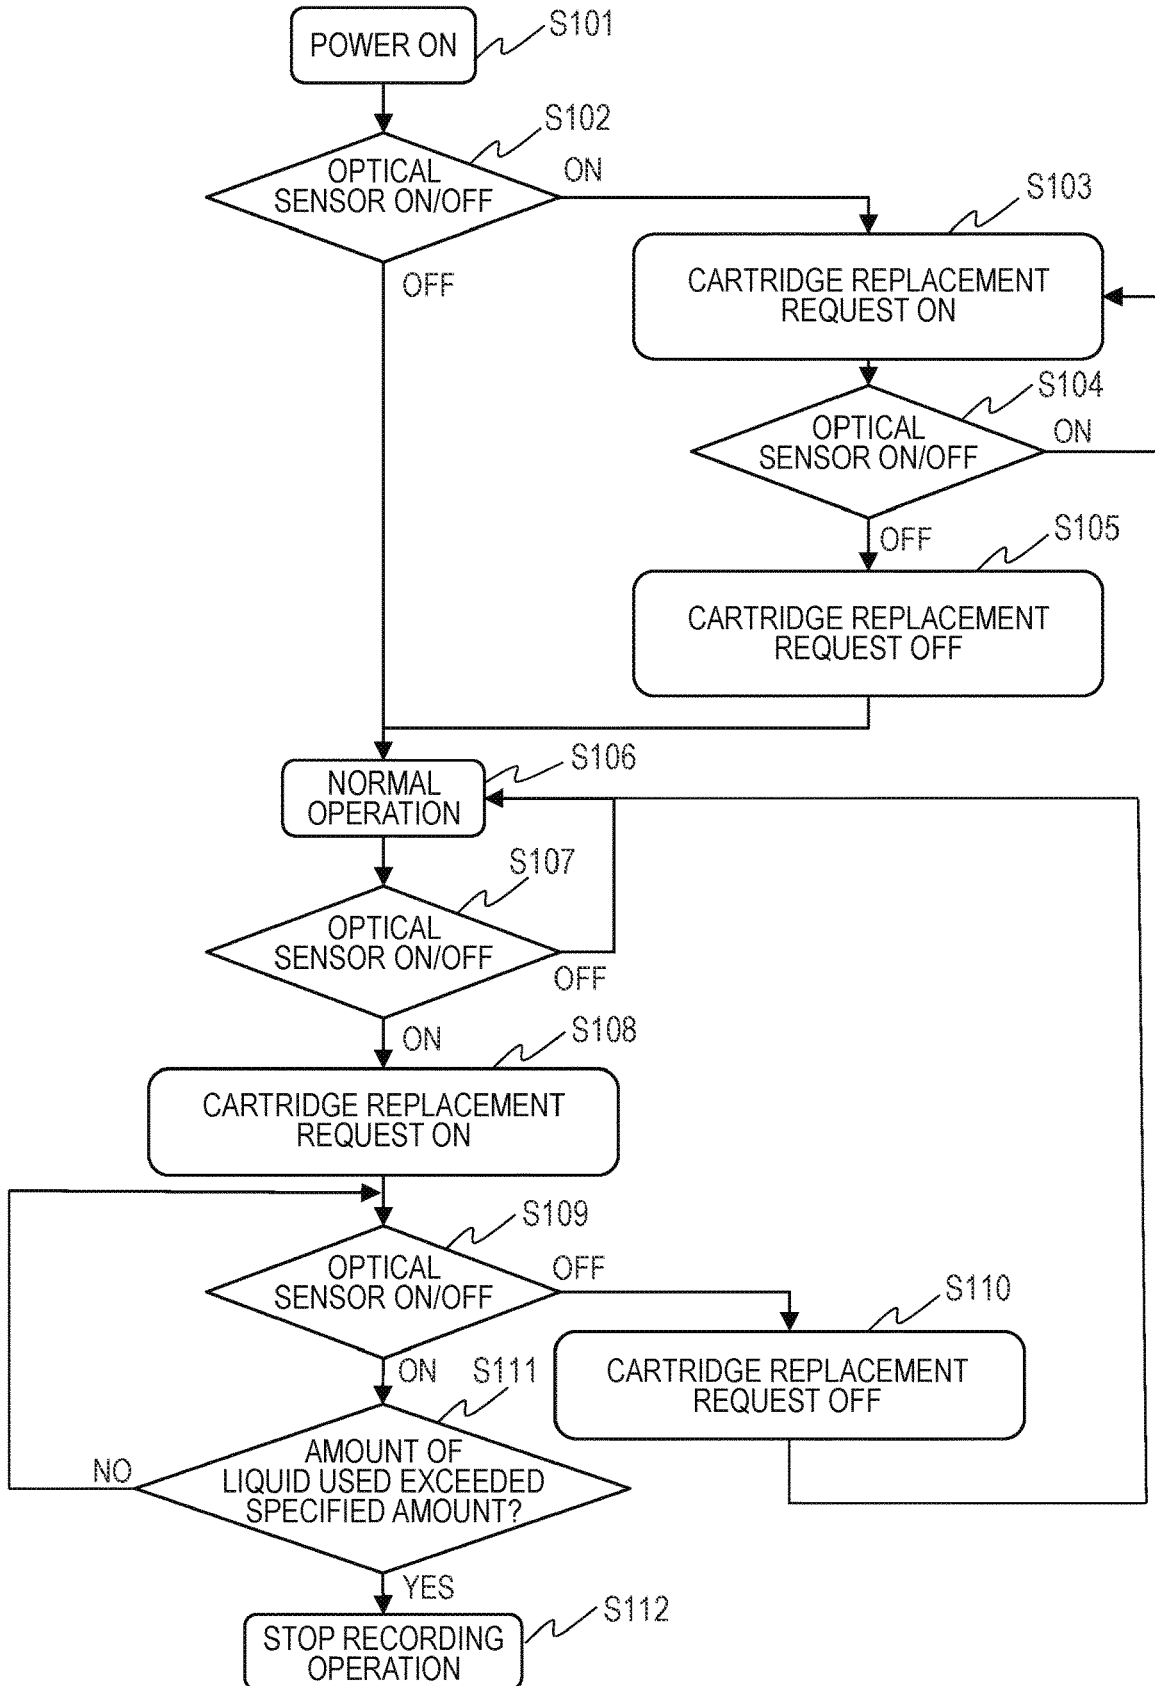 POWER ON
S101
S102
OPTICAL
SENSOR ON/OFF
ON
OFF
S103
CARTRIDGE REPLACEMENT
REQUEST ON
S104
OPTICAL
SENSOR ON/OFF
ON
OFF
S105
CARTRIDGE REPLACEMENT
REQUEST OFF
S106
NORMAL
OPERATION
S107
OPTICAL
SENSOR ON/OFF
OFF
ON
S108
CARTRIDGE REPLACEMENT
REQUEST ON
S109
OPTICAL
SENSOR ON/OFF
OFF
ON
S110
CARTRIDGE REPLACEMENT
REQUEST OFF
S111
AMOUNT OF
LIQUID USED EXCEEDED
SPECIFIED AMOUNT?
NO
YES
S112
STOP RECORDING
OPERATION